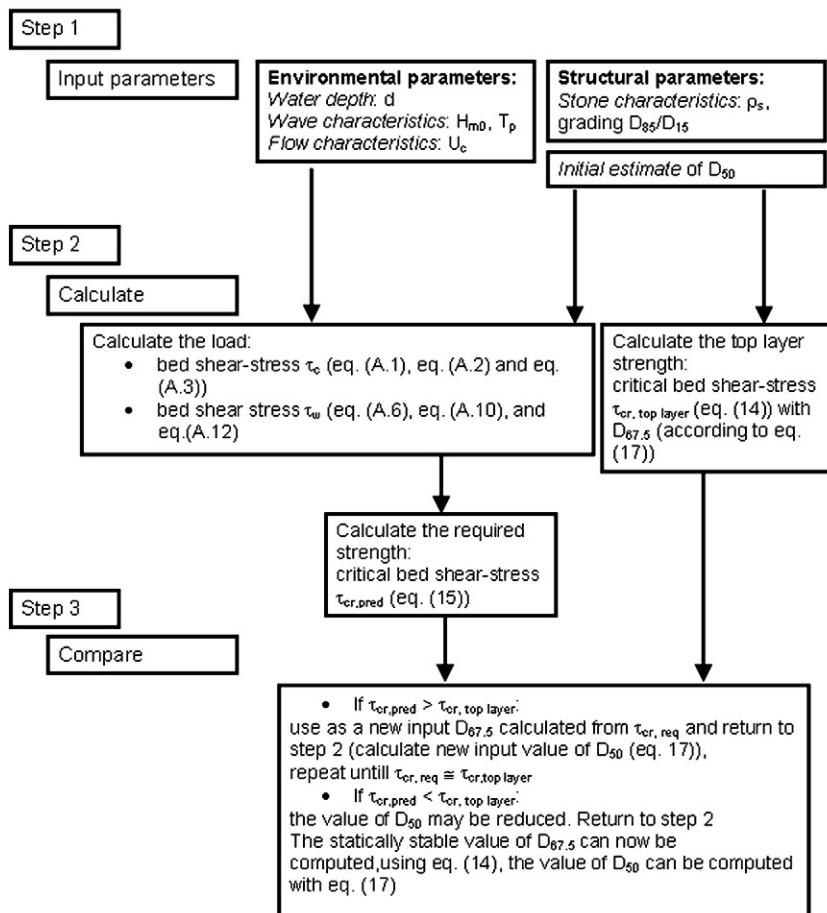 Step 1
Input parameters
Environmental parameters:
Water depth: d
Wave characteristics: Hm0, Tp
Flow characteristics: Uc
Structural parameters:
Stone characteristics: ρs,
grading D85/D15
Initial estimate of D50
Step 2
Calculate
Calculate the load:
• bed shear-stress τc (eq. (A.1), eq. (A.2) and eq.
(A.3))
• bed shear stress τw (eq. (A.6), eq. (A.10), and
eq.(A.12)
Calculate the top layer
strength:
critical bed shear-stress
τcr, top layer (eq. (14)) with
D67.5 (according to eq.
(17))
Calculate the required
strength:
critical bed shear-stress
τcr,pred (eq. (15))
Step 3
Compare
• If τcr,pred > τcr, top layer:
use as a new input D67.5 calculated from τcr, req and return to
step 2 (calculate new input value of D50 (eq. 17)),
repeat untill τcr, req ≅ τcr,top layer
• If τcr,pred < τcr, top layer:
the value of D50 may be reduced. Return to step 2
The statically stable value of D67.5 can now be
computed,using eq. (14), the value of D50 can be computed
with eq. (17)